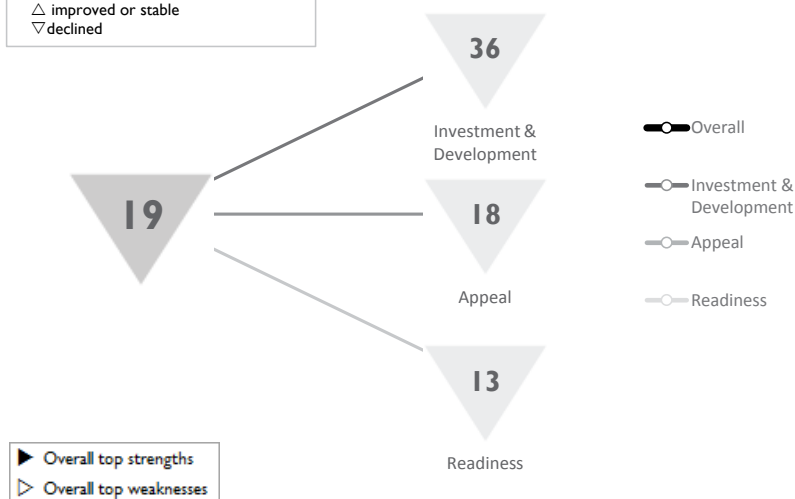 △ improved or stable
▽ declined
36
Investment &
Development
19
18
Appeal
13
Readiness
Overall
Investment &
Development
Appeal
Readiness
▶ Overall top strengths
▷ Overall top weaknesses